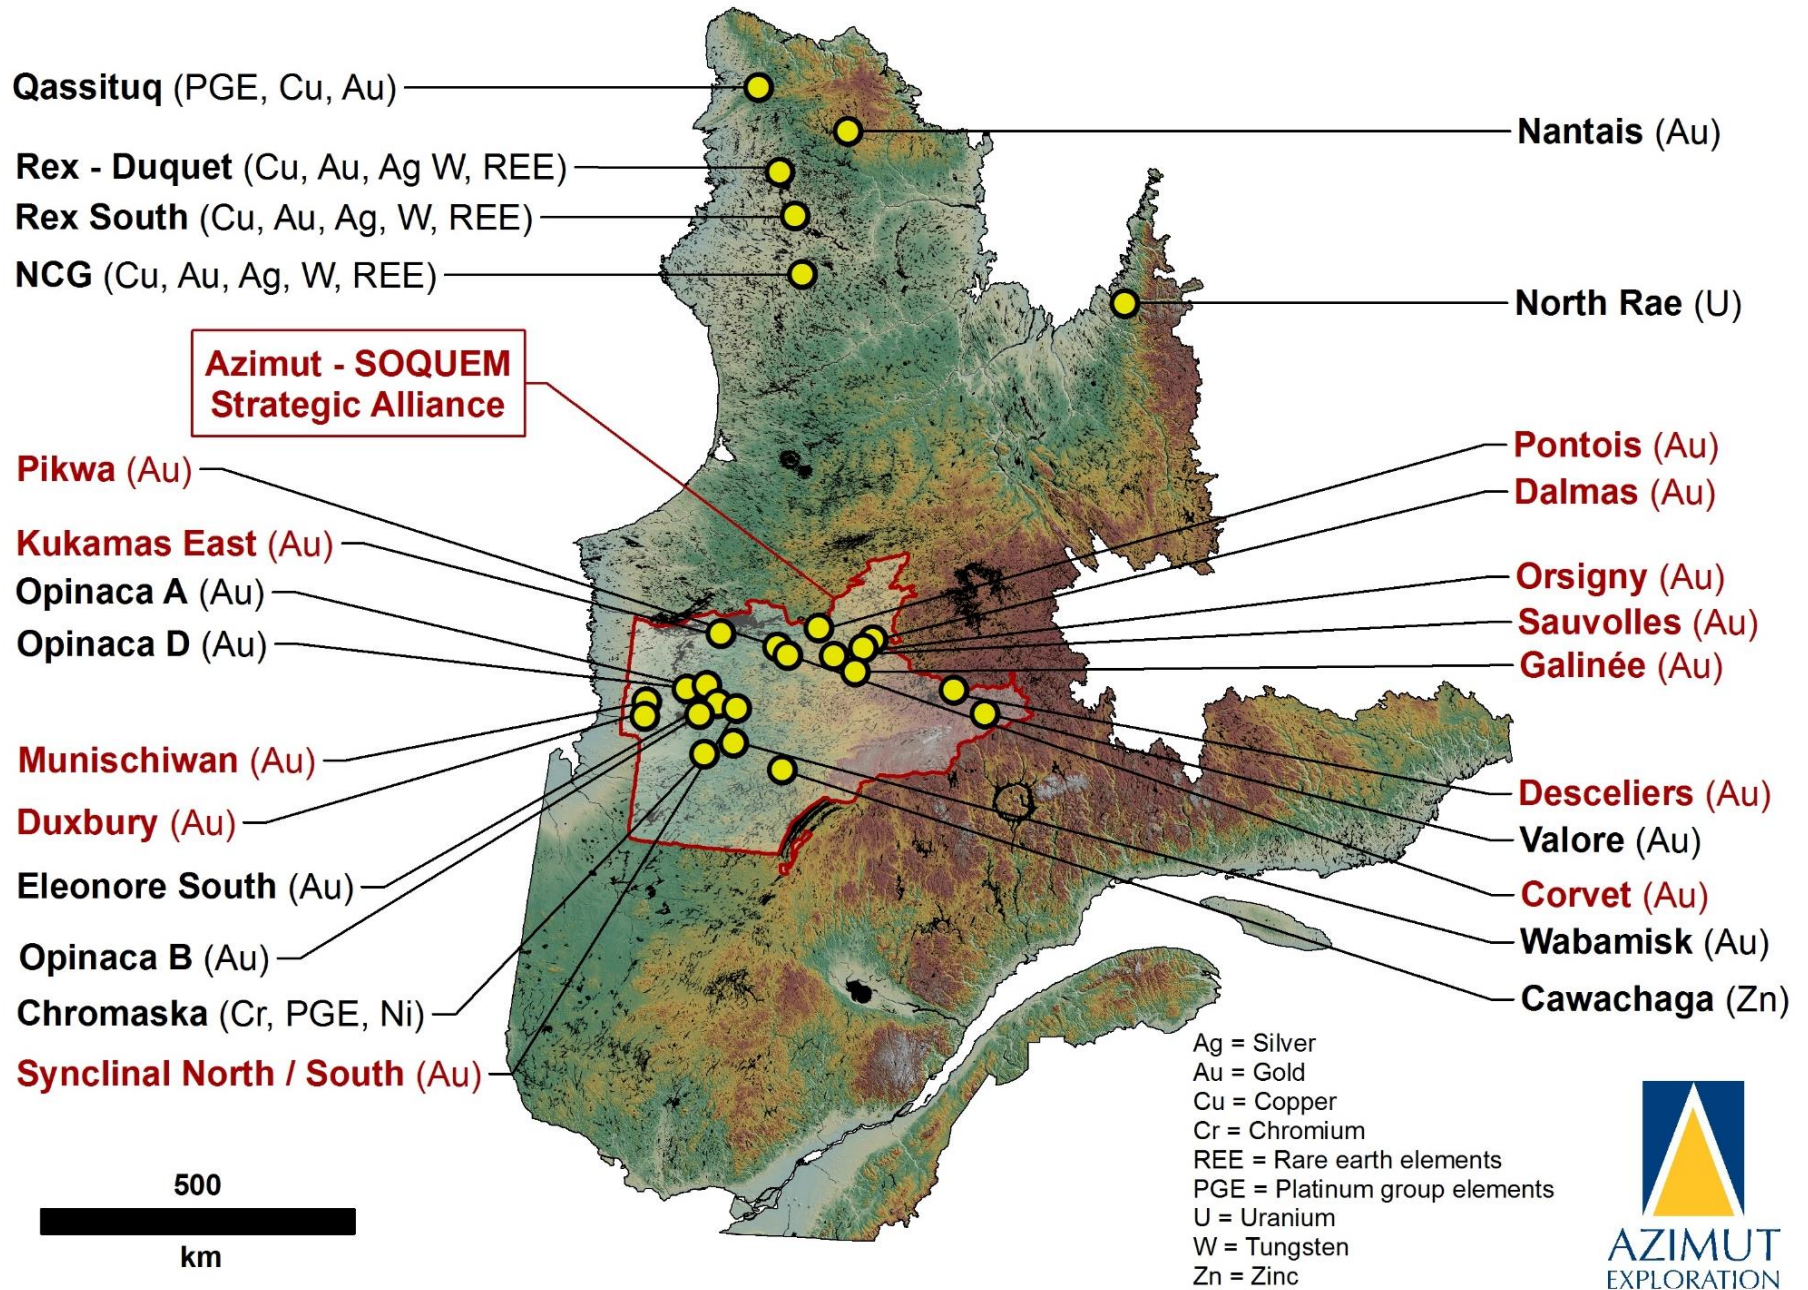 Qassituq (PGE, Cu, Au)
Rex - Duquet (Cu, Au, Ag W, REE)
Rex South (Cu, Au, Ag, W, REE)
NCG (Cu, Au, Ag, W, REE)
Azimut - SOQUEM
Strategic Alliance
Pikwa (Au)
Kukamas East (Au)
Opinaca A (Au)
Opinaca D (Au)
Munischiwan (Au)
Duxbury (Au)
Eleonore South (Au)
Opinaca B (Au)
Chromaska (Cr, PGE, Ni)
Synclinal North / South (Au)
500
km
Nantais (Au)
North Rae (U)
Pontois (Au)
Dalmas (Au)
Orsigny (Au)
Sauvolles (Au)
Galinée (Au)
Desceliers (Au)
Valore (Au)
Corvet (Au)
Wabamisk (Au)
Cawachaga (Zn)
Ag = Silver
Au = Gold
Cu = Copper
Cr = Chromium
REE = Rare earth elements
PGE = Platinum group elements
U = Uranium
W = Tungsten
Zn = Zinc
AZIMUT
EXPLORATION